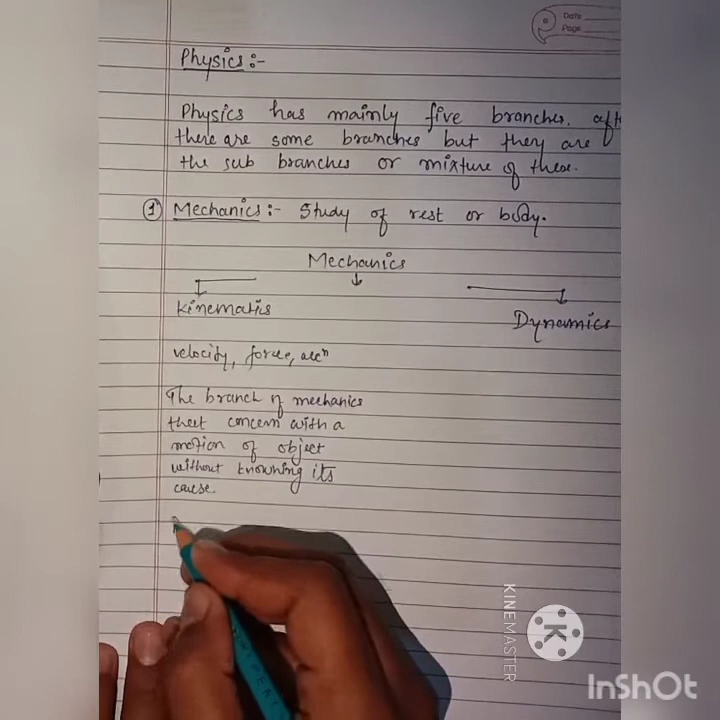 Date
Page
Physics:-
Physics has mainly five branches. aft
there are some branches but they are
the sub branches or mixture of these.
① Mechanics:- Study of rest or body.
Mechanics
Kinematics
Dynamics
velocity, force, accⁿ
The branch of mechanics
that concern with a
motion of object
without knowning its
cause.
KINEMASTER
InShOt